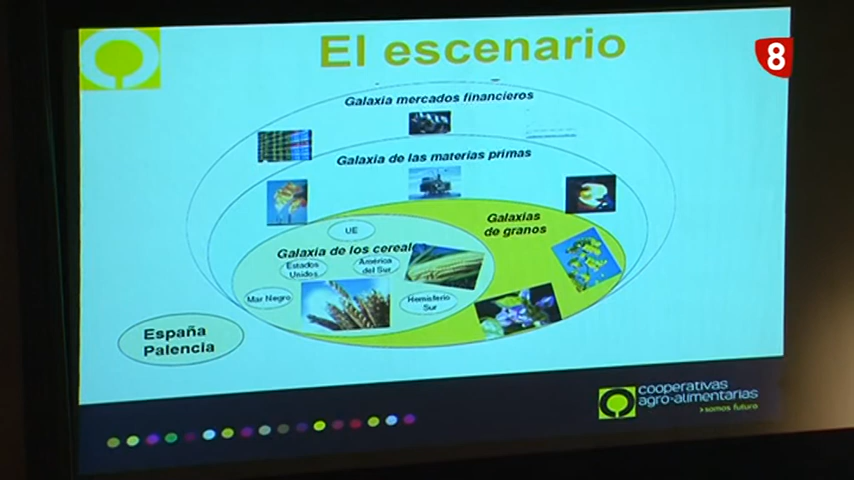 El escenario
8
Galaxia mercados financieros
Galaxia de las materias primas
Galaxias
de granos
UE
Galaxia de los cereal
Estados
Unidos
América
del Sur
Mar Negro
Hemisferio
Sur
España
Palencia
cooperativas
agro-alimentarias
>somos futuro